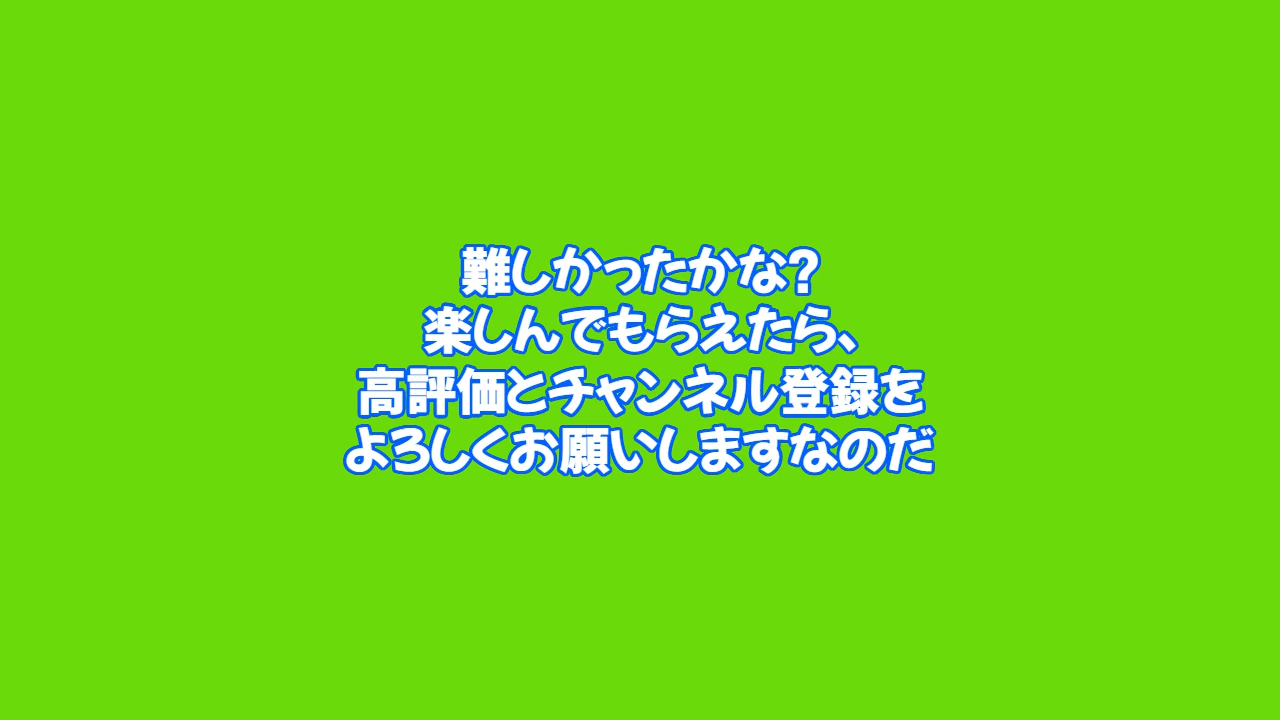 難しかったかな?
楽しんでもらえたら、
高評価とチャンネル登録を
よろしくお願いしますなのだ